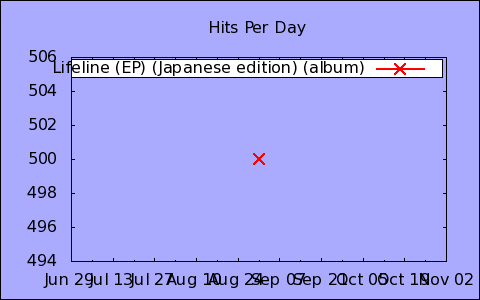 Hits Per Day
506
Lifeline (EP) (Japanese edition) (album)
504
502
500
498
496
494
Jun 29 Jul 13 Jul 27 Aug 10 Aug 24 Sep 07 Sep 21 Oct 05 Oct 19 Nov 02